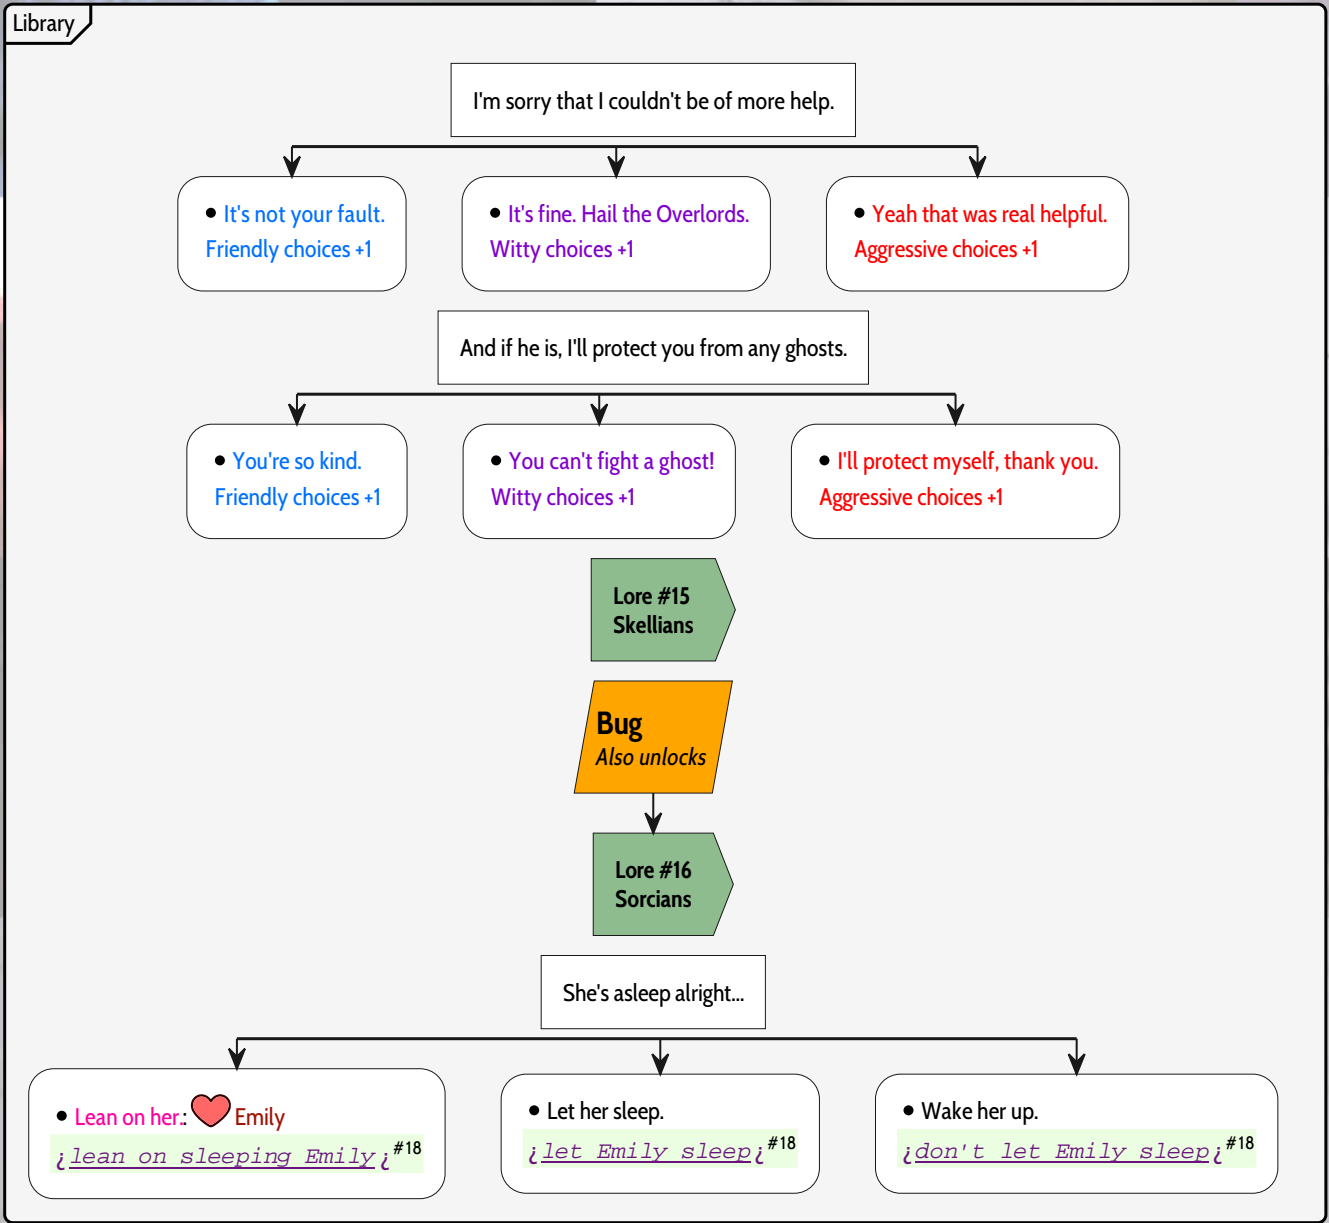 Library
I'm sorry that I couldn't be of more help.
• It's not your fault.
Friendly choices +1
• It's fine. Hail the Overlords.
Witty choices +1
• Yeah that was real helpful.
Aggressive choices +1
And if he is, I'll protect you from any ghosts.
• You're so kind.
Friendly choices +1
• You can't fight a ghost!
Witty choices +1
• I'll protect myself, thank you.
Aggressive choices +1
Lore #15
Skellians
Bug
Also unlocks
Lore #16
Sorcians
She's asleep alright...
• Lean on her.: Emily
¿lean on sleeping Emily¿#18
• Let her sleep.
¿let Emily sleep¿#18
• Wake her up.
¿don't let Emily sleep¿#18